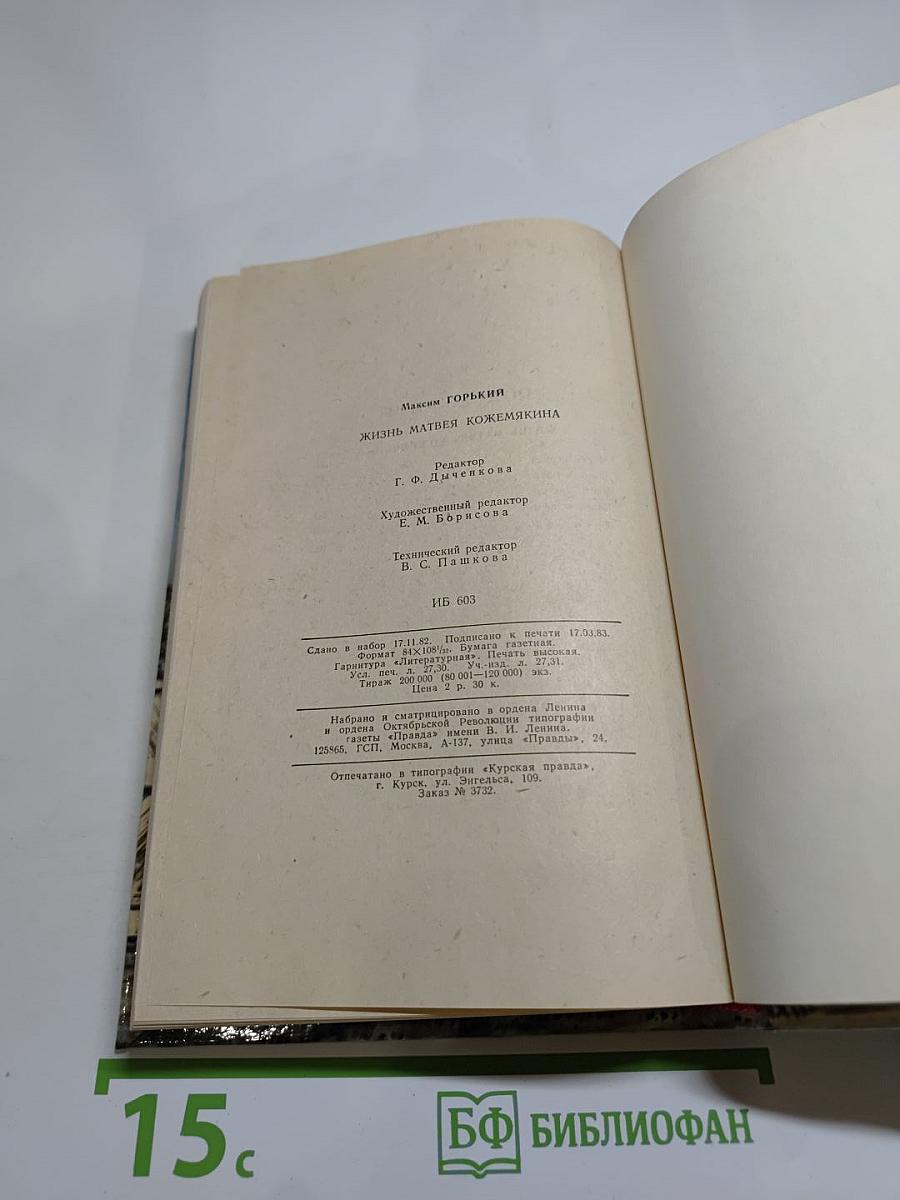 Максим ГОРЬКИЙ
ЖИЗНЬ МАТВЕЯ КОЖЕМЯКИНА
Редактор
Г. Ф. Дыченкова
Художественный редактор
Е. М. Борисова
Технический редактор
В. С. Пашкова
ИБ 603
Сдано в набор 17.11.82. Подписано к печати 17.03.83.
Формат 84×108¹/₃₂. Бумага газетная.
Гарнитура «Литературная». Печать высокая.
Усл. печ. л. 27,30. Уч.-изд. л. 27,31.
Тираж 200 000 (80 001—120 000) экз.
Цена 2 р. 30 к.
Набрано и сматрицировано в ордена Ленина
и ордена Октябрьской Революции типографии
газеты «Правда» имени В. И. Ленина.
125865, ГСП, Москва, А-137, улица «Правды», 24.
Отпечатано в типографии «Курская правда»,
г. Курск, ул. Энгельса, 109.
Заказ № 3732.
15 с
БФ БИБЛИОФАН